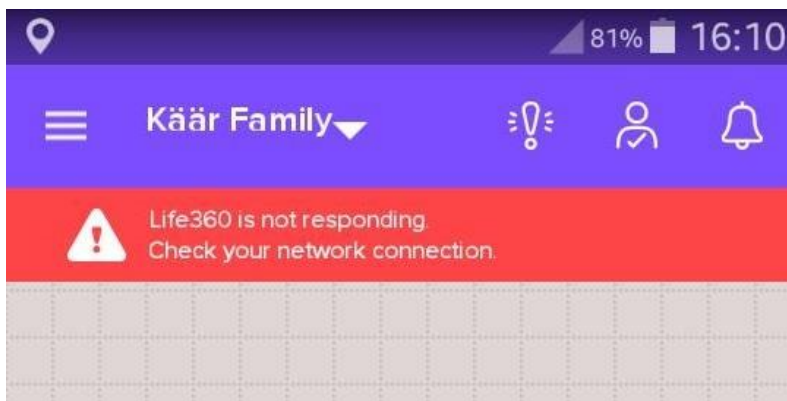 81% 16:10
Käär Family
Life360 is not responding.
Check your network connection.